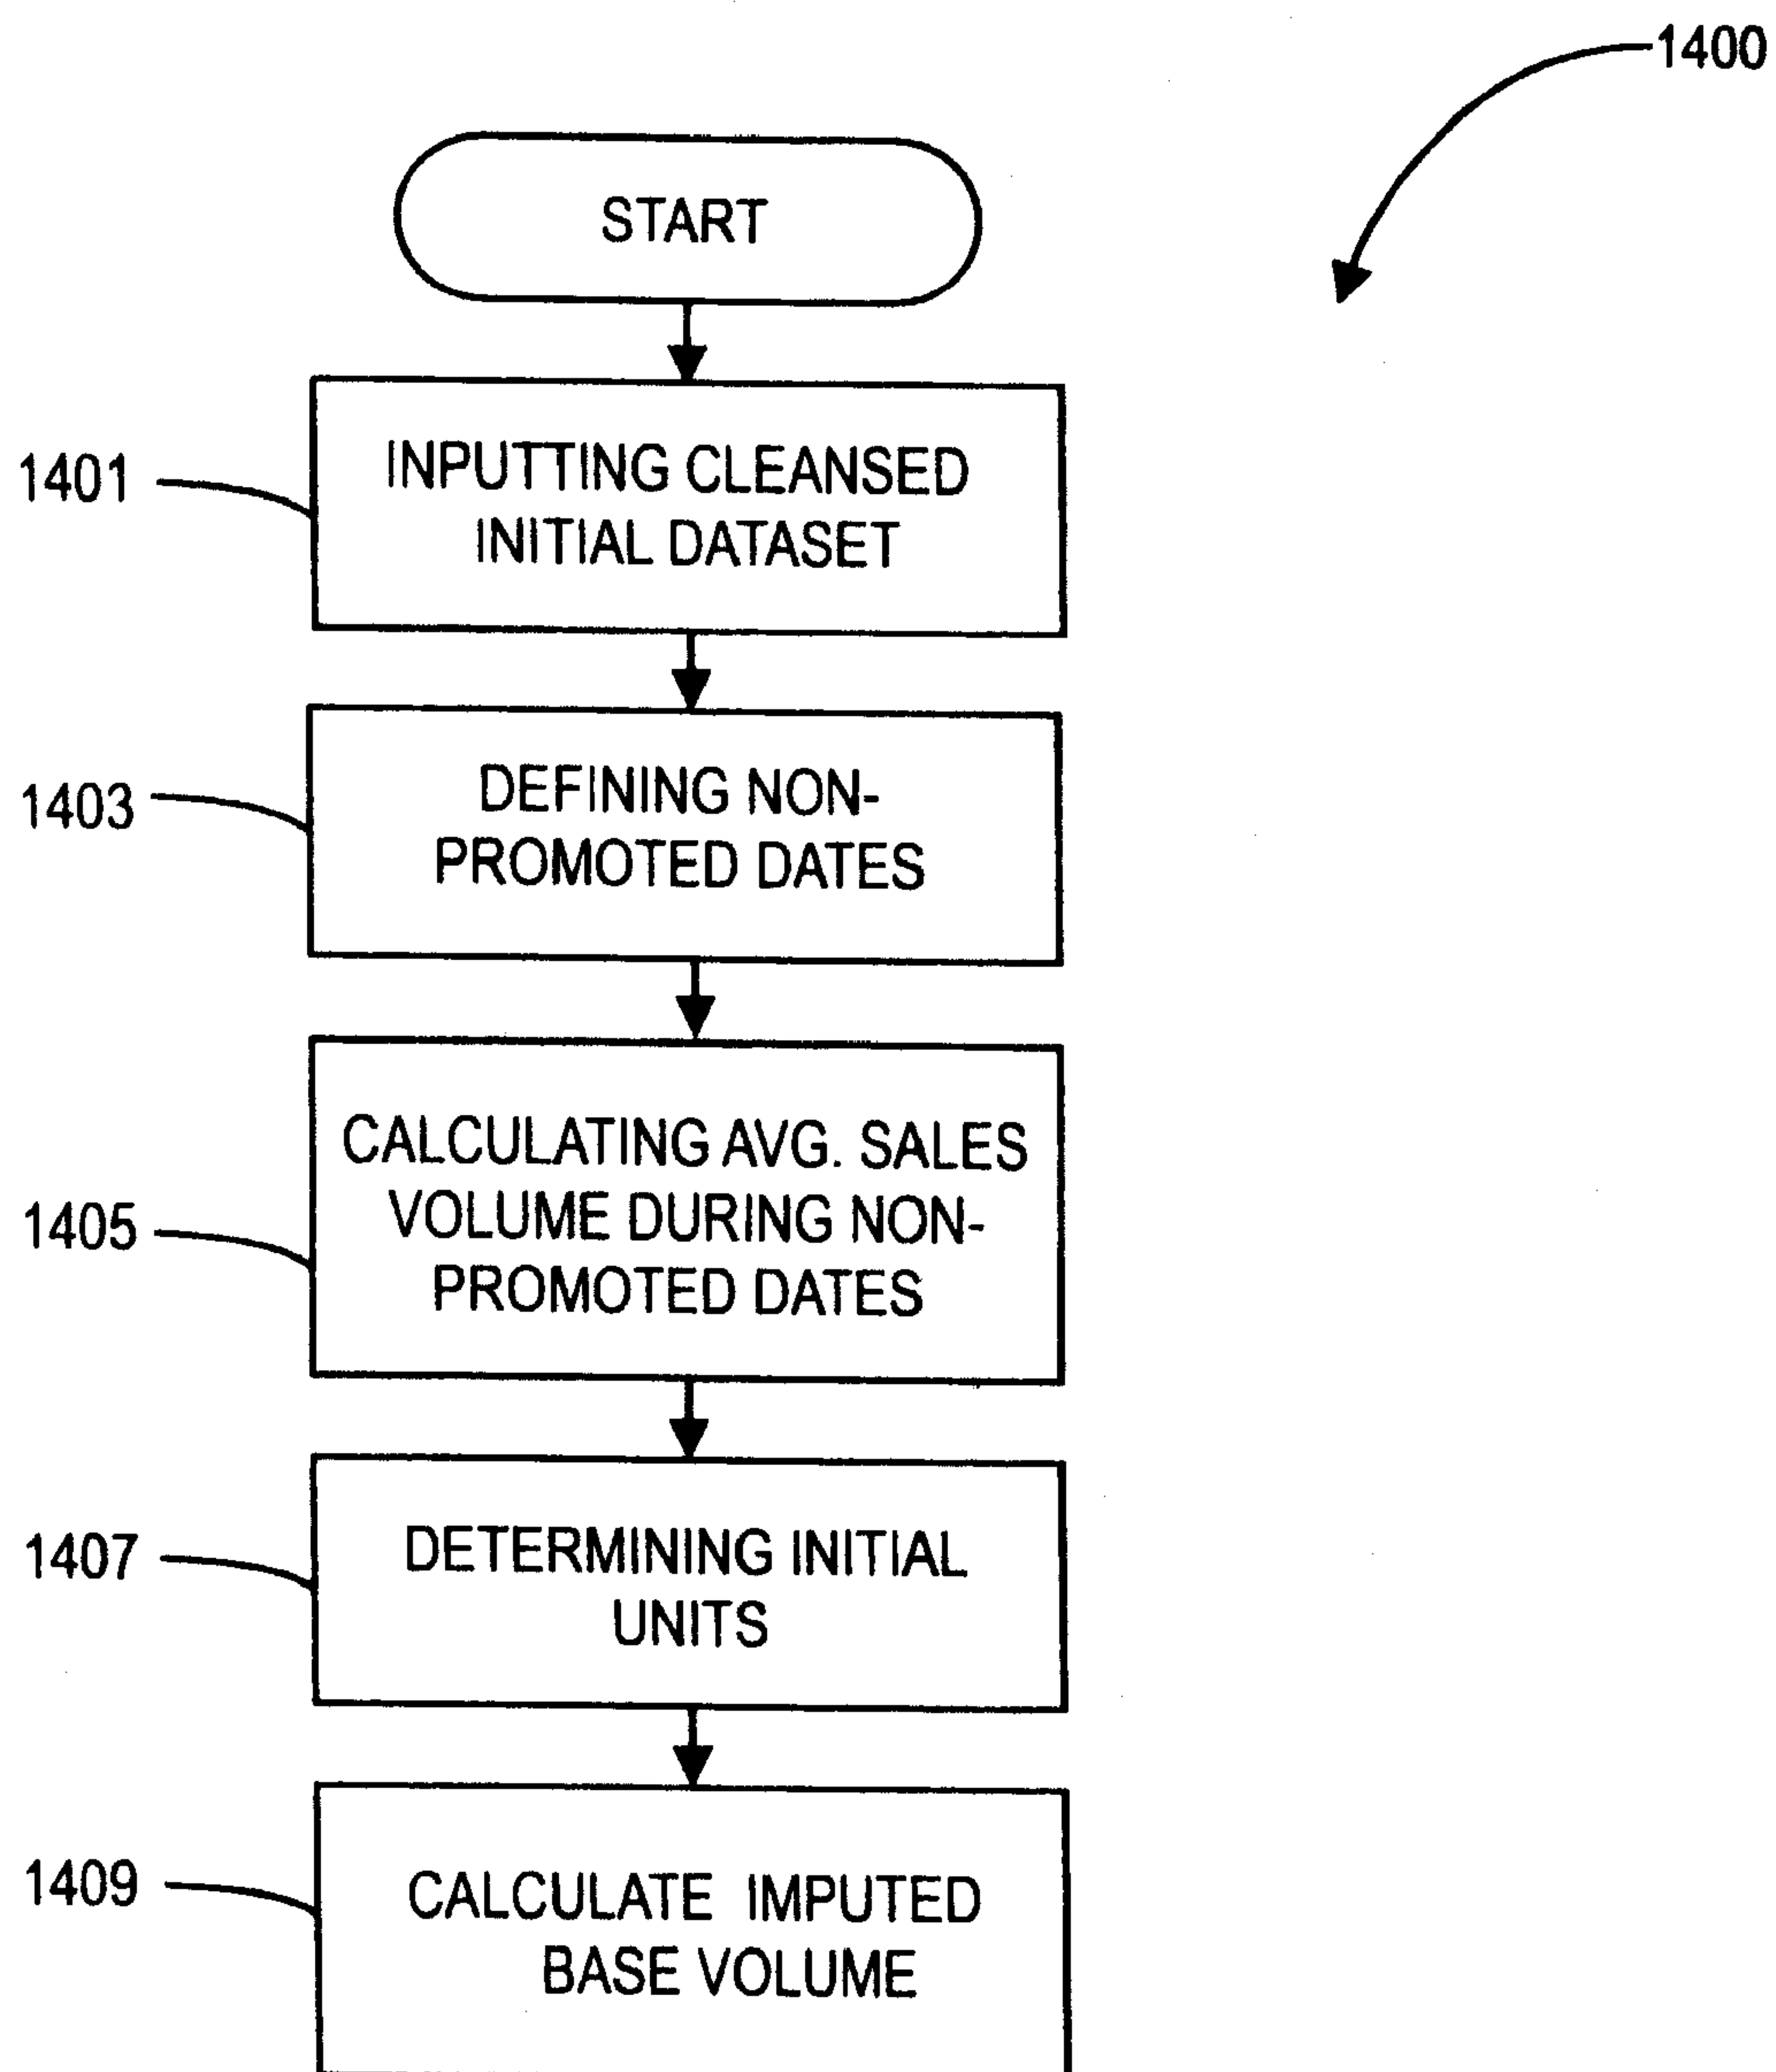 1400
START
1401
INPUTTING CLEANSED
INITIAL DATASET
1403
DEFINING NON-
PROMOTED DATES
1405
CALCULATING AVG. SALES
VOLUME DURING NON-
PROMOTED DATES
1407
DETERMINING INITIAL
UNITS
1409
CALCULATE IMPUTED
BASE VOLUME